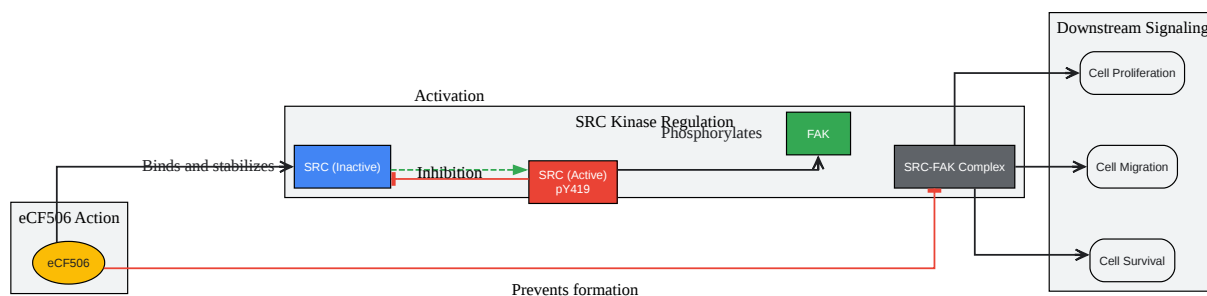 Downstream Signaling
Cell Proliferation
Activation
SRC Kinase Regulation
Phosphorylates
FAK
Binds and stabilizes
SRC (Inactive)
Inhibition
SRC (Active)
pY419
SRC-FAK Complex
Cell Migration
eCF506 Action
eCF506
Cell Survival
Prevents formation